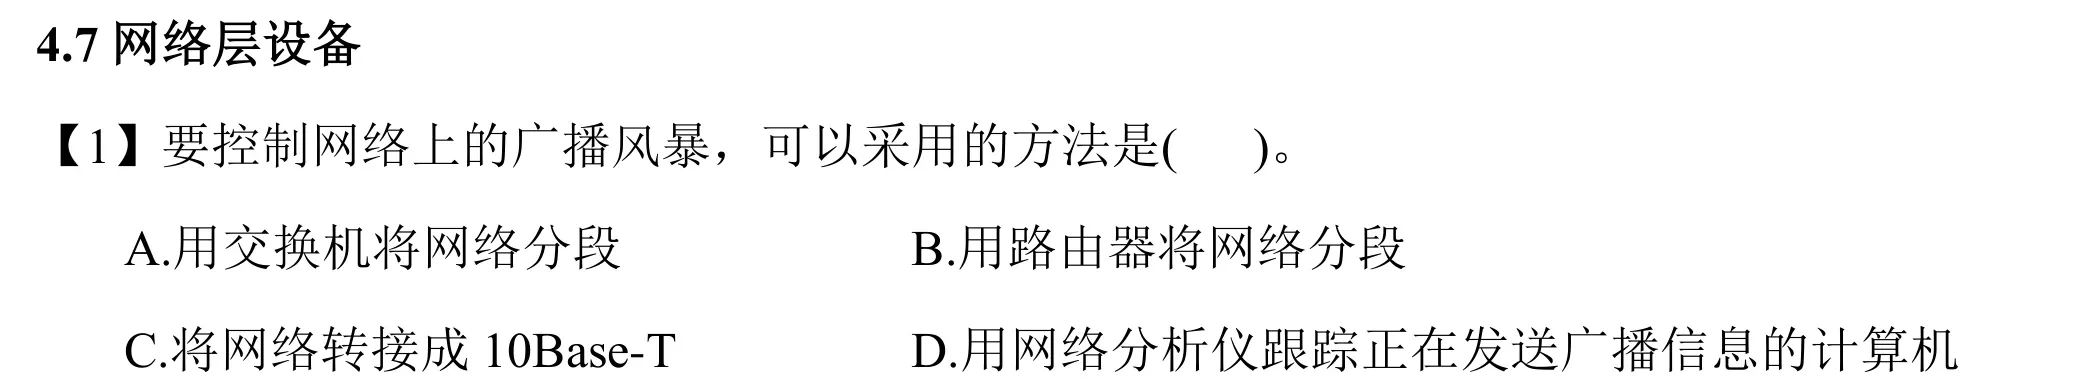 4.7 网络层设备
【1】要控制网络上的广播风暴，可以采用的方法是(　　)。
A.用交换机将网络分段　　B.用路由器将网络分段
C.将网络转接成 10Base-T　　D.用网络分析仪跟踪正在发送广播信息的计算机